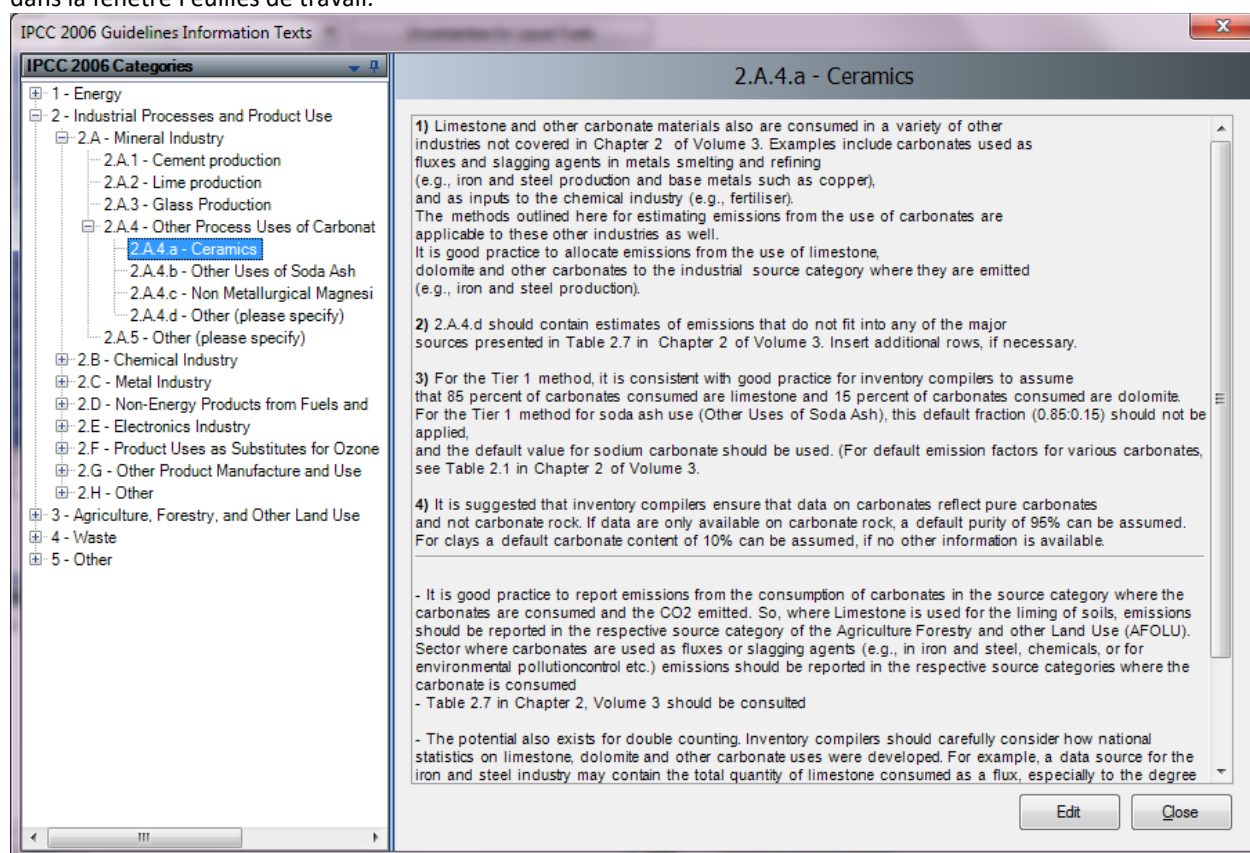 dans la fenêtre Feuilles de travail.
IPCC 2006 Guidelines Information Texts
IPCC 2006 Categories
1 - Energy
2 - Industrial Processes and Product Use
2.A - Mineral Industry
2.A.1 - Cement production
2.A.2 - Lime production
2.A.3 - Glass Production
2.A.4 - Other Process Uses of Carbonat
2.A.4.a - Ceramics
2.A.4.b - Other Uses of Soda Ash
2.A.4.c - Non Metallurgical Magnesi
2.A.4.d - Other (please specify)
2.A.5 - Other (please specify)
2.B - Chemical Industry
2.C - Metal Industry
2.D - Non-Energy Products from Fuels and
2.E - Electronics Industry
2.F - Product Uses as Substitutes for Ozone
2.G - Other Product Manufacture and Use
2.H - Other
3 - Agriculture, Forestry, and Other Land Use
4 - Waste
5 - Other
2.A.4.a - Ceramics
1) Limestone and other carbonate materials also are consumed in a variety of other
industries not covered in Chapter 2 of Volume 3. Examples include carbonates used as
fluxes and slagging agents in metals smelting and refining
(e.g., iron and steel production and base metals such as copper),
and as inputs to the chemical industry (e.g., fertiliser).
The methods outlined here for estimating emissions from the use of carbonates are
applicable to these other industries as well.
It is good practice to allocate emissions from the use of limestone,
dolomite and other carbonates to the industrial source category where they are emitted
(e.g., iron and steel production).
2) 2.A.4.d should contain estimates of emissions that do not fit into any of the major
sources presented in Table 2.7 in Chapter 2 of Volume 3. Insert additional rows, if necessary.
3) For the Tier 1 method, it is consistent with good practice for inventory compilers to assume
that 85 percent of carbonates consumed are limestone and 15 percent of carbonates consumed are dolomite.
For the Tier 1 method for soda ash use (Other Uses of Soda Ash), this default fraction (0.85:0.15) should not be
applied,
and the default value for sodium carbonate should be used. (For default emission factors for various carbonates,
see Table 2.1 in Chapter 2 of Volume 3.
4) It is suggested that inventory compilers ensure that data on carbonates reflect pure carbonates
and not carbonate rock. If data are only available on carbonate rock, a default purity of 95% can be assumed.
For clays a default carbonate content of 10% can be assumed, if no other information is available.
- It is good practice to report emissions from the consumption of carbonates in the source category where the
carbonates are consumed and the CO2 emitted. So, where Limestone is used for the liming of soils, emissions
should be reported in the respective source category of the Agriculture Forestry and other Land Use (AFOLU).
Sector where carbonates are used as fluxes or slagging agents (e.g., in iron and steel, chemicals, or for
environmental pollutioncontrol etc.) emissions should be reported in the respective source categories where the
carbonate is consumed
- Table 2.7 in Chapter 2, Volume 3 should be consulted
- The potential also exists for double counting. Inventory compilers should carefully consider how national
statistics on limestone, dolomite and other carbonate uses were developed. For example, a data source for the
iron and steel industry may contain the total quantity of limestone consumed as a flux, especially to the degree
Edit
Close